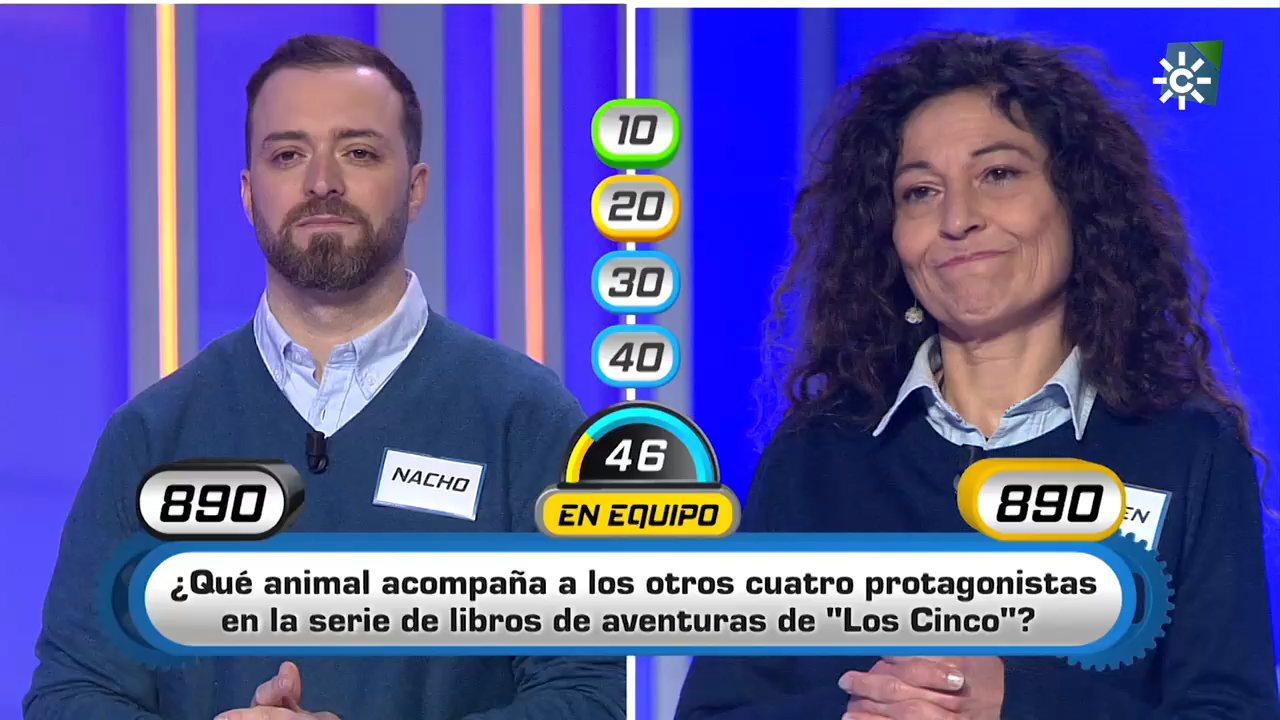 10
20
30
40
46
NACHO
890
EN EQUIPO
890
EN
¿Qué animal acompaña a los otros cuatro protagonistas
en la serie de libros de aventuras de "Los Cinco"?